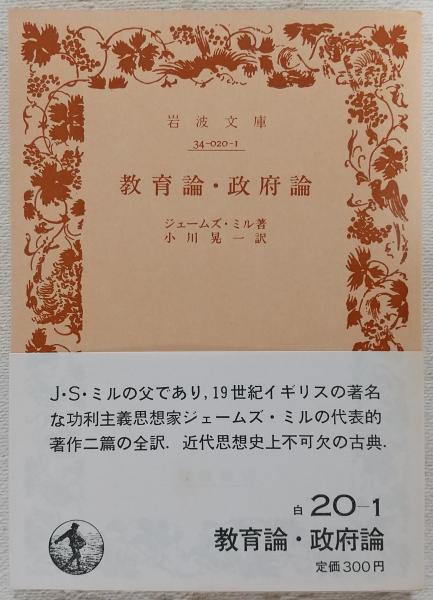 岩波文庫
34-020-1
教育論・政府論
ジェームズ・ミル著
小川晃一訳
J・S・ミルの父であり，19世紀イギリスの著名
な功利主義思想家ジェームズ・ミルの代表的
著作二篇の全訳．近代思想史上不可欠の古典．
白 20-1
教育論・政府論
定価300円